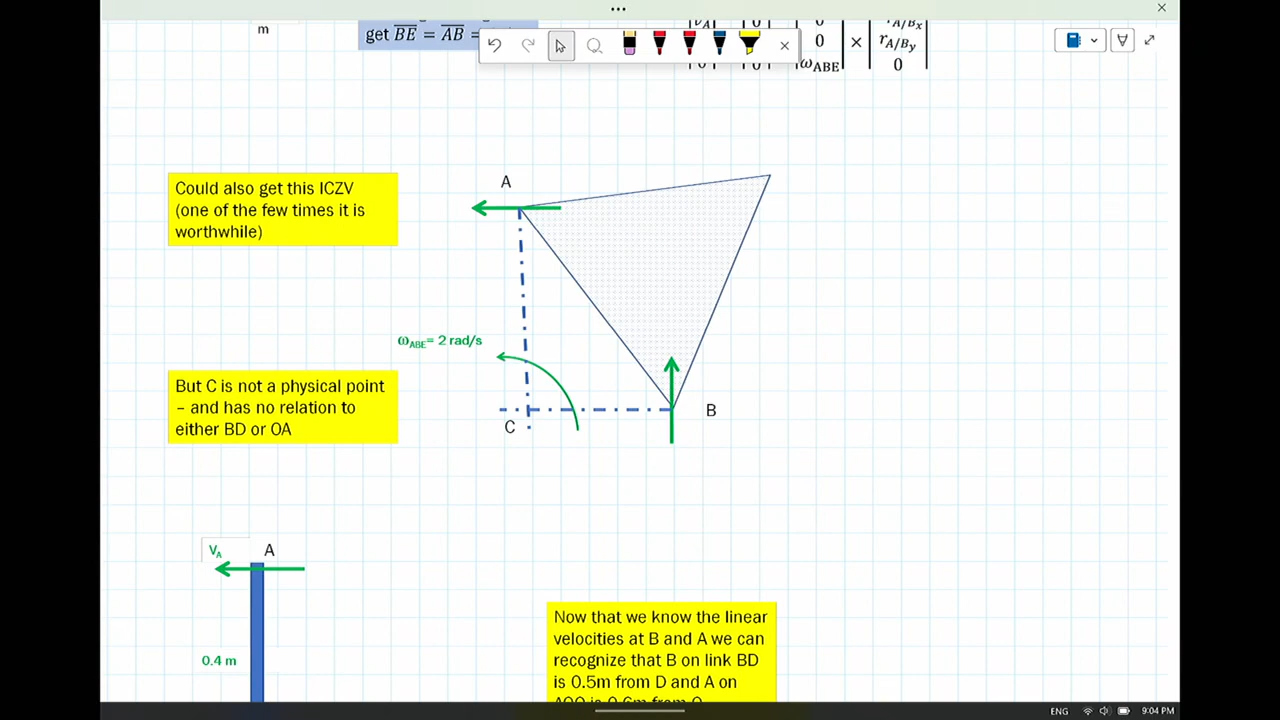 m
get BE = AB =
0
ω_ABE
×
r_A/By
0
Could also get this ICZV
(one of the few times it is
worthwhile)
A
ω_ABE= 2 rad/s
But C is not a physical point
– and has no relation to
either BD or OA
C
B
V_A
A
0.4 m
Now that we know the linear
velocities at B and A we can
recognize that B on link BD
is 0.5m from D and A on
ENG
9:04 PM